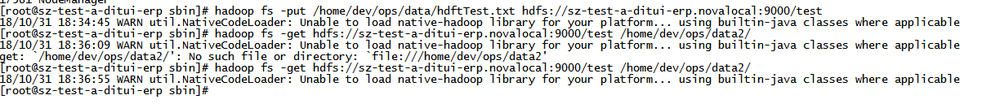 [root@sz-test-a-ditui-erp sbin]# hadoop fs -put /home/dev/ops/data/hdftTest.txt hdfs://sz-test-a-ditui-erp.novalocal:9000/test
18/10/31 18:34:45 WARN util.NativeCodeLoader: Unable to load native-hadoop library for your platform... using builtin-java classes where applicable
[root@sz-test-a-ditui-erp sbin]# hadoop fs -get hdfs://sz-test-a-ditui-erp.novalocal:9000/test /home/dev/ops/data2/
18/10/31 18:36:09 WARN util.NativeCodeLoader: Unable to load native-hadoop library for your platform... using builtin-java classes where applicable
get: `/home/dev/ops/data2/': No such file or directory: `file:///home/dev/ops/data2'
[root@sz-test-a-ditui-erp sbin]# hadoop fs -get hdfs://sz-test-a-ditui-erp.novalocal:9000/test /home/dev/ops/data2/
18/10/31 18:36:55 WARN util.NativeCodeLoader: Unable to load native-hadoop library for your platform... using builtin-java classes where applicable
[root@sz-test-a-ditui-erp sbin]#